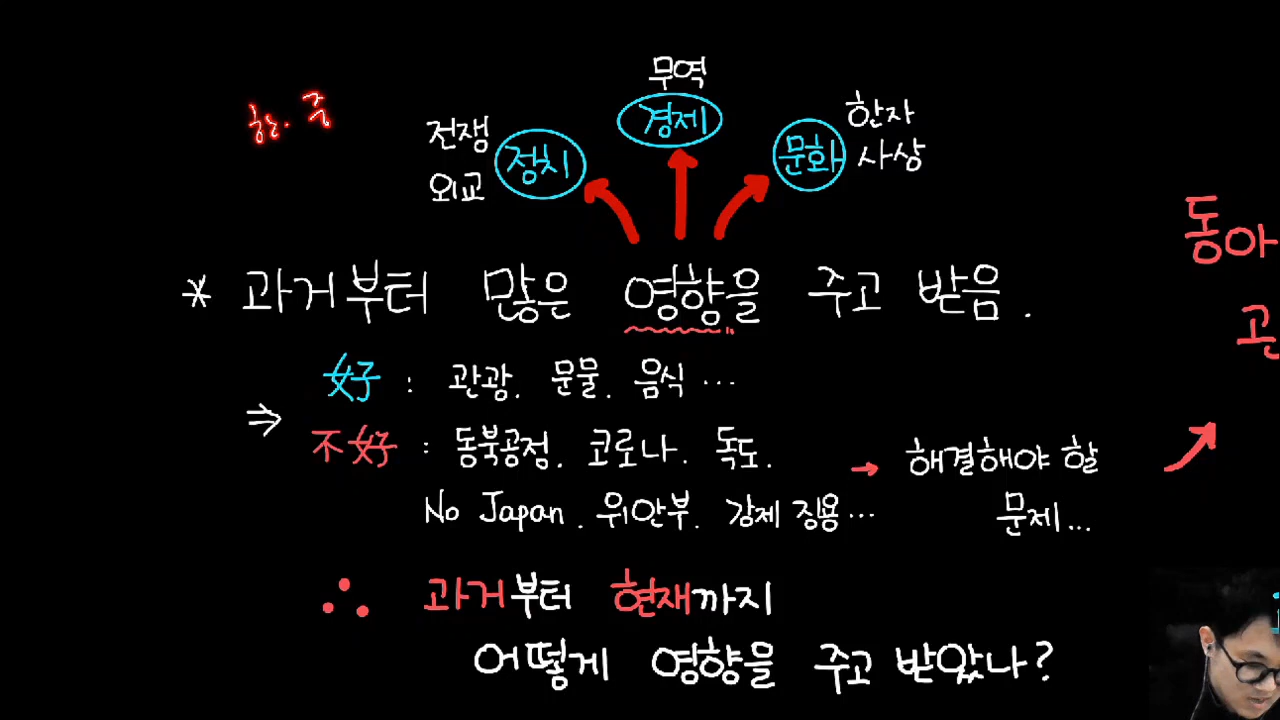 한. 중
무역
경제
전쟁
외교
정치
문화
한자
사상
* 과거부터 많은 영향을 주고 받음.
⇒
女子 : 관광. 문물. 음식 …
不好 : 동북공정. 코로나. 독도.
No Japan. 위안부. 강제 징용 …
→ 해결해야 할
문제...
∴ 과거부터 현재까지
어떻게 영향을 주고 받았나?
동아
관